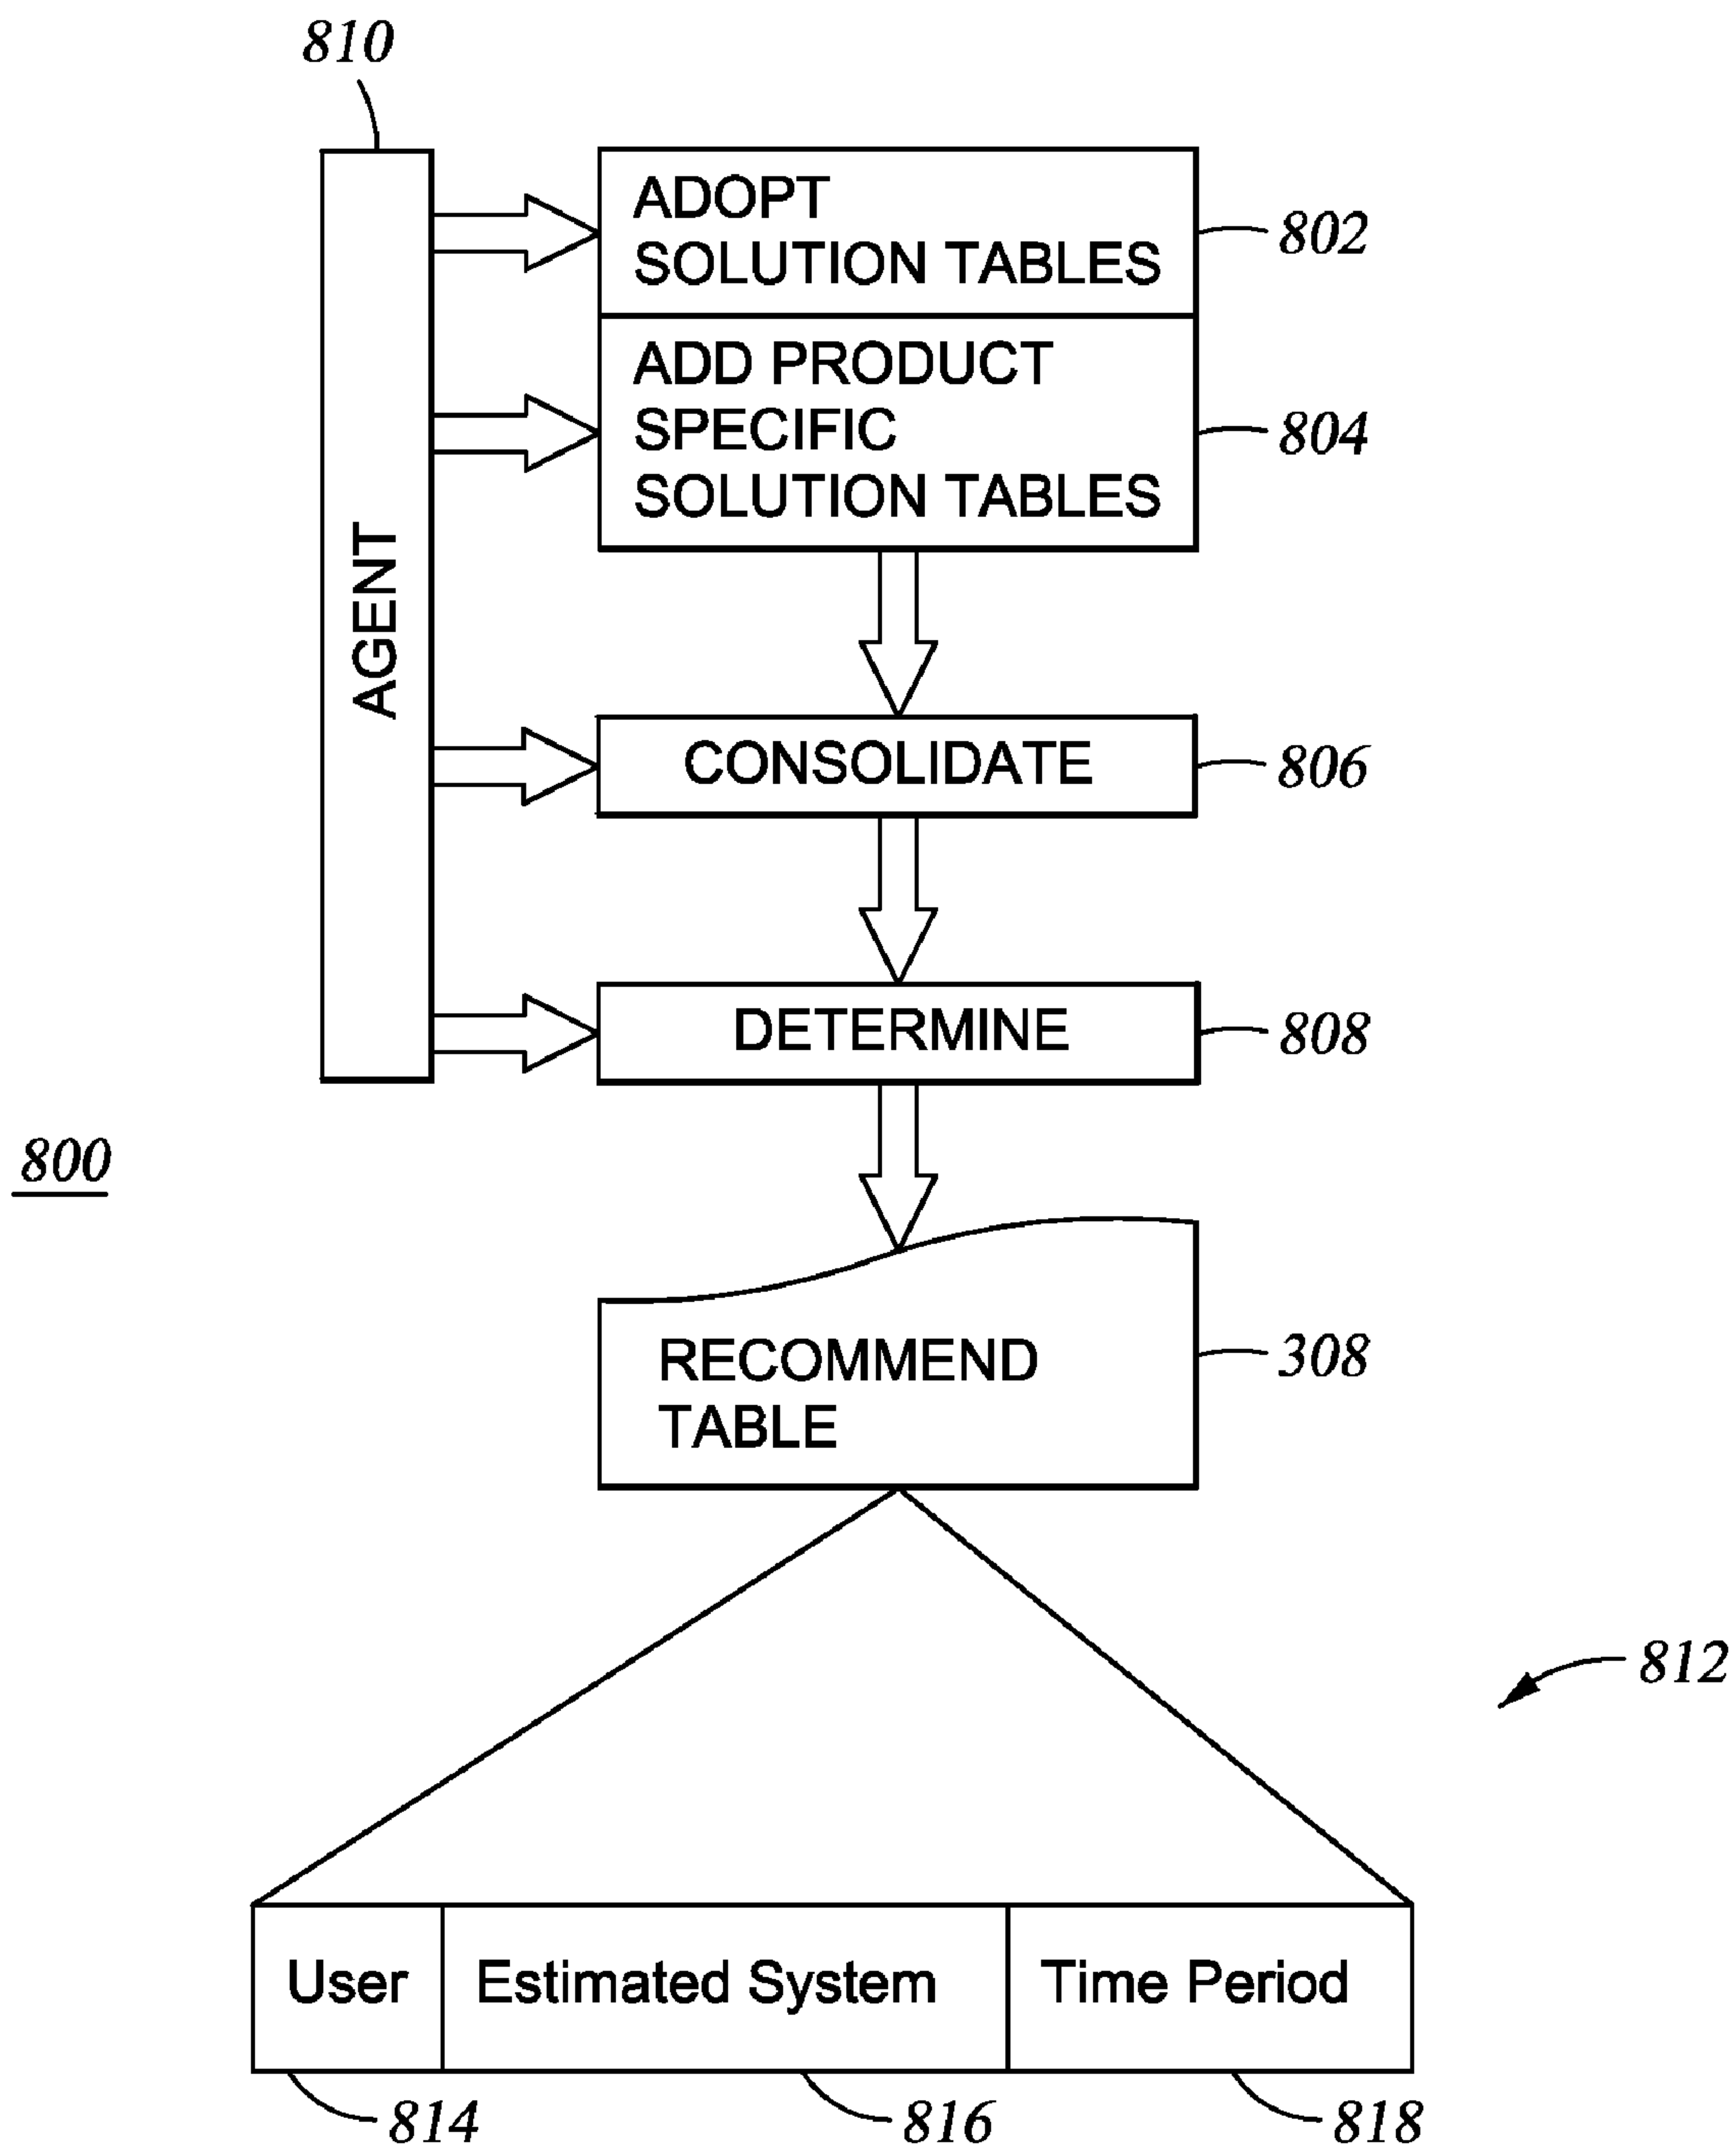 810
ADOPT
SOLUTION TABLES
802
ADD PRODUCT
SPECIFIC
SOLUTION TABLES
804
AGENT
CONSOLIDATE
806
DETERMINE
808
800
RECOMMEND
TABLE
308
812
User
Estimated System
Time Period
814
816
818